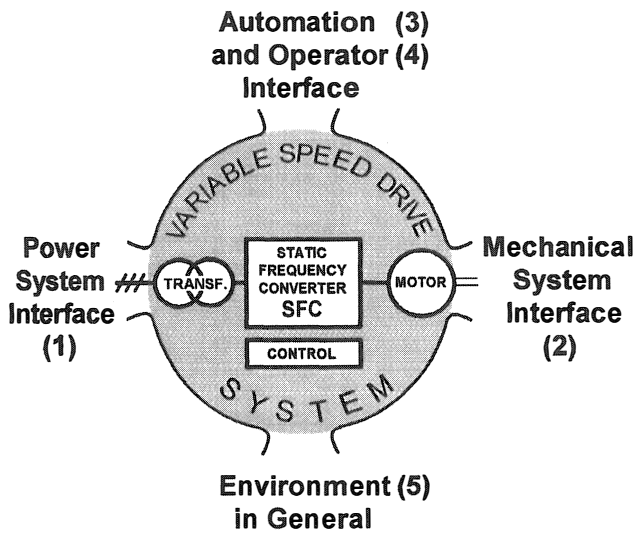 Automation (3)
and Operator (4)
Interface
VARIABLE SPEED DRIVE
Power
System
Interface
(1)
TRANSF.
STATIC
FREQUENCY
CONVERTER
SFC
MOTOR
CONTROL
Mechanical
System
Interface
(2)
SYSTEM
Environment (5)
in General